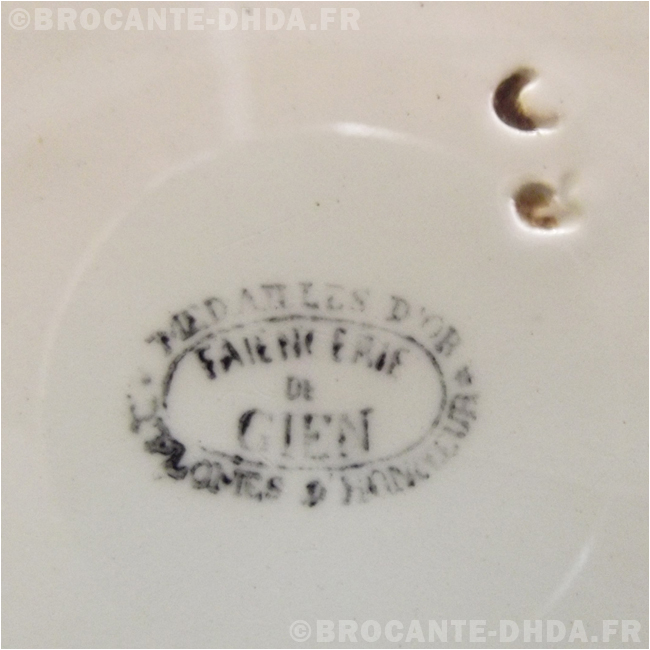 ©BROCANTE-DHDA.FR
MEDAILLES D'OR
FAIENCERIE
DE
GIEN
DIPLOMES D'HONNEUR
©BROCANTE-DHDA.FR